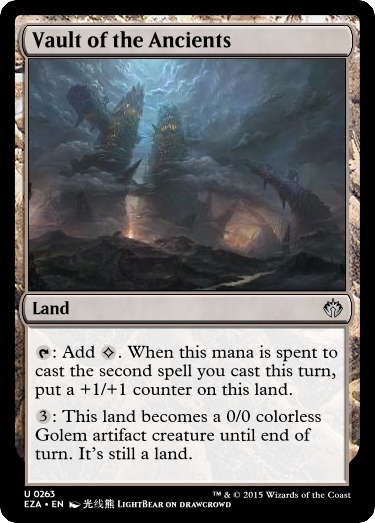 Vault of the Ancients
Land
: Add . When this mana is spent to
cast the second spell you cast this turn,
put a +1/+1 counter on this land.
3: This land becomes a 0/0 colorless
Golem artifact creature until end of
turn. It's still a land.
U 0263
EZA • EN 光线熊 LIGHTBEAR ON DRAWCROWD
™ & © 2015 Wizards of the Coast